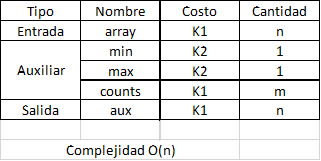 Tipo Nombre Costo Cantidad
Entrada array K1 n
min K2 1
Auxiliar max K2 1
counts K1 m
Salida aux K1 n
Complejidad O(n)